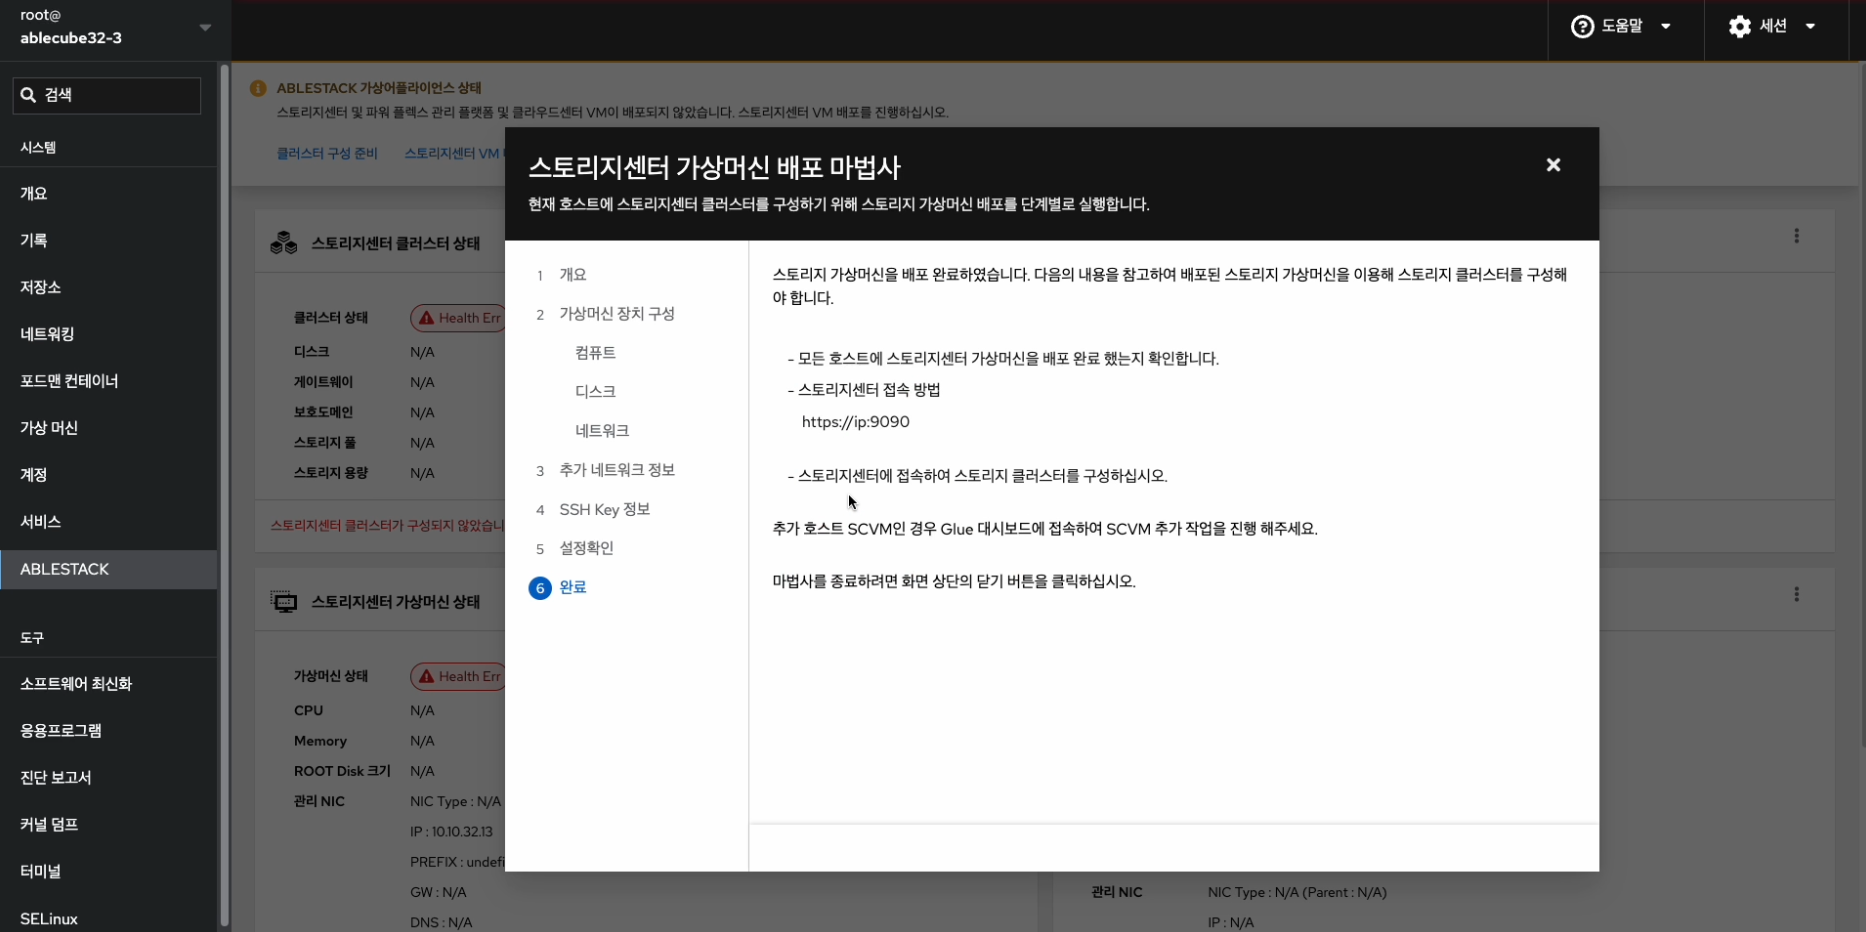 root@
ablecube32-3
도움말
세션
검색
시스템
개요
기록
저장소
네트워킹
포드맨 컨테이너
가상 머신
계정
서비스
ABLESTACK
도구
소프트웨어 최신화
응용프로그램
진단 보고서
커널 덤프
터미널
SELinux
ABLESTACK 가상어플라이언스 상태
스토리지센터 및 파워 플렉스 관리 플랫폼 및 클라우드센터 VM이 배포되지 않았습니다. 스토리지센터 VM 배포를 진행하십시오.
클러스터 구성 준비
스토리지센터 VM
스토리지센터 클러스터 상태
클러스터 상태
Health Err
디스크 N/A
게이트웨이 N/A
보호도메인 N/A
스토리지 풀 N/A
스토리지 용량 N/A
스토리지센터 클러스터가 구성되지 않았습니
스토리지센터 가상머신 상태
가상머신 상태
Health Err
CPU N/A
Memory N/A
ROOT Disk 크기 N/A
관리 NIC NIC Type : N/A
IP : 10.10.32.13
PREFIX : undefi
GW : N/A
DNS : N/A
관리 NIC NIC Type : N/A (Parent : N/A)
IP : N/A
스토리지센터 가상머신 배포 마법사
현재 호스트에 스토리지센터 클러스터를 구성하기 위해 스토리지 가상머신 배포를 단계별로 실행합니다.
1 개요
2 가상머신 장치 구성
컴퓨트
디스크
네트워크
3 추가 네트워크 정보
4 SSH Key 정보
5 설정확인
6 완료
스토리지 가상머신을 배포 완료하였습니다. 다음의 내용을 참고하여 배포된 스토리지 가상머신을 이용해 스토리지 클러스터를 구성해
야 합니다.
- 모든 호스트에 스토리지센터 가상머신을 배포 완료 했는지 확인합니다.
- 스토리지센터 접속 방법
https://ip:9090
- 스토리지센터에 접속하여 스토리지 클러스터를 구성하십시오.
추가 호스트 SCVM인 경우 Glue 대시보드에 접속하여 SCVM 추가 작업을 진행 해주세요.
마법사를 종료하려면 화면 상단의 닫기 버튼을 클릭하십시오.